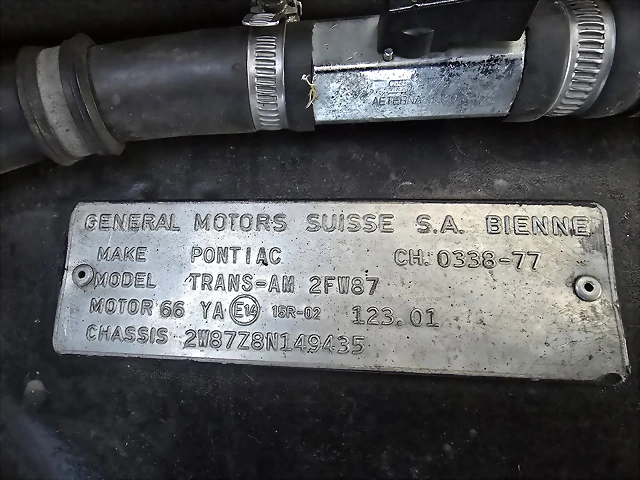 GENERAL MOTORS SUISSE S.A. BIENNE
MAKE PONTIAC CH. 0338-77
MODEL TRANS-AM 2FW87
MOTOR 66 YA E14 15R-02 123.01
CHASSIS 2W87Z8N149435